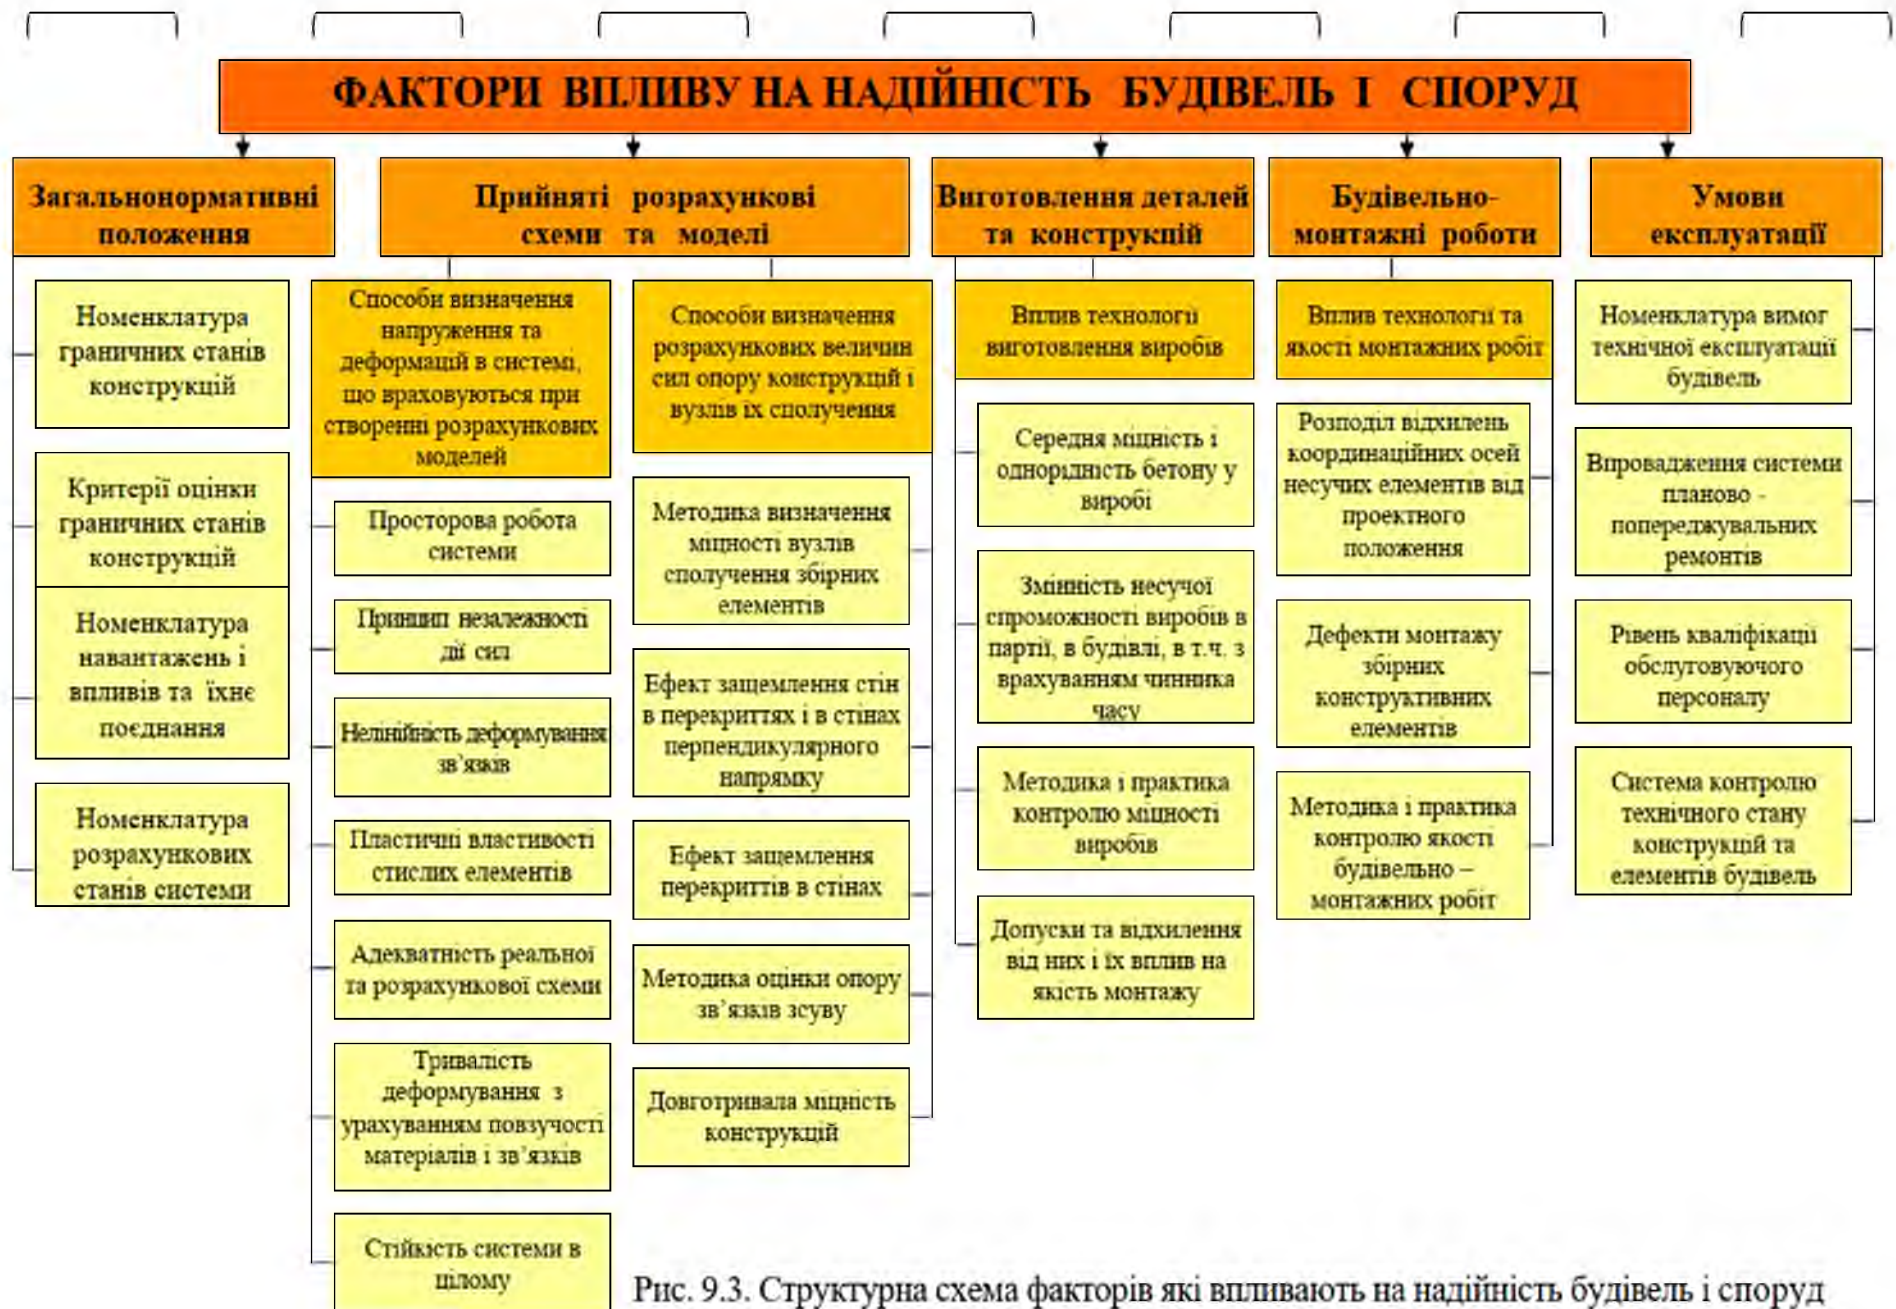 ФАКТОРИ ВПЛИВУ НА НАДІЙНІСТЬ БУДІВЕЛЬ І СПОРУД
Загальнонормативні
положення
Номенклатура
граничних станів
конструкцій
Критерії оцінки
граничних станів
конструкцій
Номенклатура
навантажень і
впливів та їхнє
поєднання
Номенклатура
розрахункових
станів системи
Прийняті розрахункові
схеми та моделі
Способи визначення
напруження та
деформацій в системі,
що враховуються при
створенні розрахункових
моделей
Просторова робота
системи
Принцип незалежності
дії сил
Нелінійність деформування
зв’язків
Пластичні властивості
стислих елементів
Адекватність реальної
та розрахункової схеми
Тривалість
деформування з
урахуванням повзучості
матеріалів і зв’язків
Стійкість системи в
цілому
Способи визначення
розрахункових величин
сил опору конструкцій і
вузлів їх сполучення
Методика визначення
міцності вузлів
сполучення збірних
елементів
Ефект защемлення стін
в перекриттях і в стінах
перпендикулярного
напрямку
Ефект защемлення
перекриттів в стінах
Методика оцінки опору
зв’язків зсуву
Довготривала міцність
конструкцій
Виготовлення деталей
та конструкцій
Вплив технології
виготовлення виробів
Середня міцність і
однорідність бетону у
виробі
Змінність несучої
спроможності виробів в
партії, в будівлі, в т.ч. з
врахуванням чинника
часу
Методика і практика
контролю міцності
виробів
Допуски та відхилення
від них і їх вплив на
якість монтажу
Будівельно-
монтажні роботи
Вплив технології та
якості монтажних робіт
Розподіл відхилень
координаційних осей
несучих елементів від
проектного
положення
Дефекти монтажу
збірних
конструктивних
елементів
Методика і практика
контролю якості
будівельно –
монтажних робіт
Умови
експлуатації
Номенклатура вимог
технічної експлуатації
будівель
Впровадження системи
планово -
попереджувальних
ремонтів
Рівень кваліфікації
обслуговуючого
персоналу
Система контролю
технічного стану
конструкцій та
елементів будівель
Рис. 9.3. Структурна схема факторів які впливають на надійність будівель і споруд